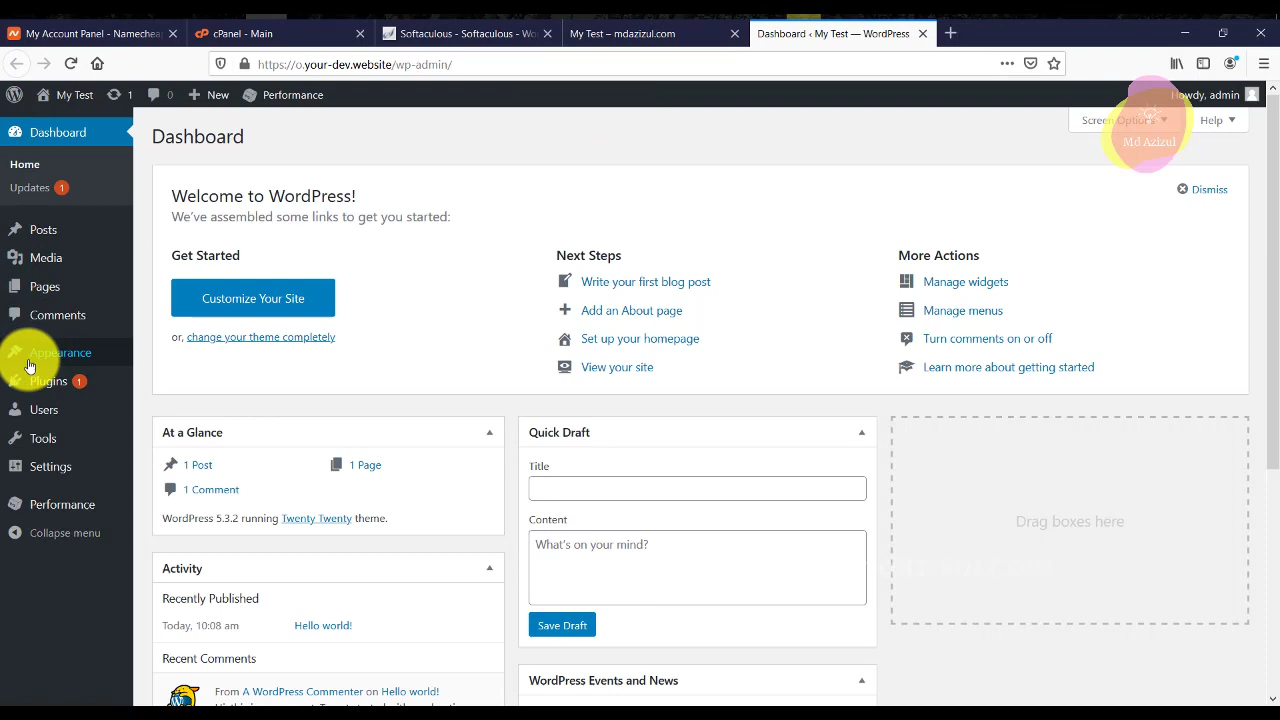 My Account Panel - Namecheap
cPanel - Main
Softaculous - Softaculous - Wo
My Test – mdazizul.com
Dashboard ‹ My Test — WordPress
https://o.your-dev.website/wp-admin/
My Test
1
0
New
Performance
Howdy, admin
Screen Options
Help
Md Azizul
Dashboard
Home
Updates 1
Posts
Media
Pages
Comments
Appearance
Plugins 1
Users
Tools
Settings
Performance
Collapse menu
Dashboard
Welcome to WordPress!
We've assembled some links to get you started:
Dismiss
Get Started
Customize Your Site
or, change your theme completely
Next Steps
Write your first blog post
Add an About page
Set up your homepage
View your site
More Actions
Manage widgets
Manage menus
Turn comments on or off
Learn more about getting started
At a Glance
1 Post
1 Page
1 Comment
WordPress 5.3.2 running Twenty Twenty theme.
Activity
Recently Published
Today, 10:08 am
Hello world!
Recent Comments
From A WordPress Commenter on Hello world!
Quick Draft
Title
Content
What's on your mind?
Save Draft
WordPress Events and News
Drag boxes here